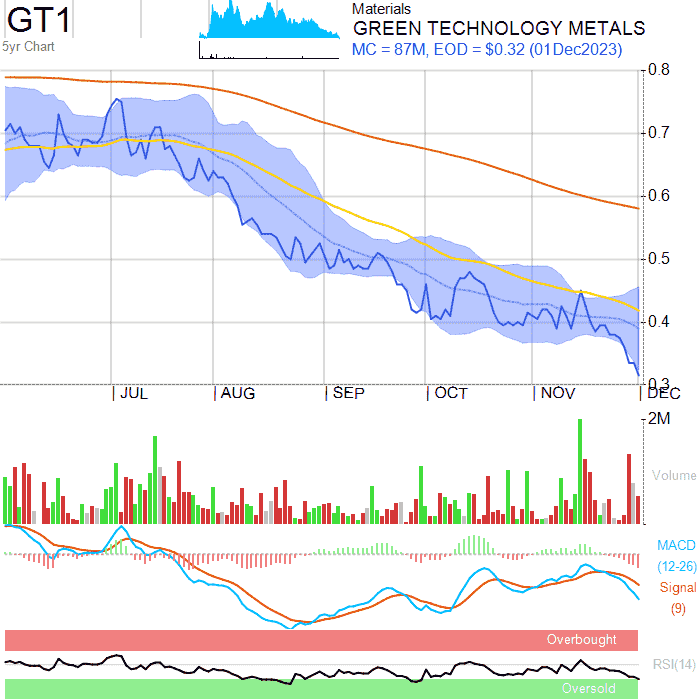 GT1
5yr Chart
Materials
GREEN TECHNOLOGY METALS
MC = 87M, EOD = $0.32 (01Dec2023)
0.8
0.7
0.6
0.5
0.4
0.3
JUL
AUG
SEP
OCT
NOV
DEC
2M
Volume
MACD
(12-26)
Signal
(9)
Overbought
RSI(14)
Oversold